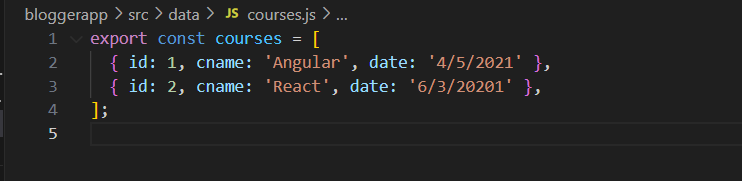 bloggerapp > src > data > JS courses.js > ...
1 export const courses = [
2 { id: 1, cname: 'Angular', date: '4/5/2021' },
3 { id: 2, cname: 'React', date: '6/3/20201' },
4 ];
5